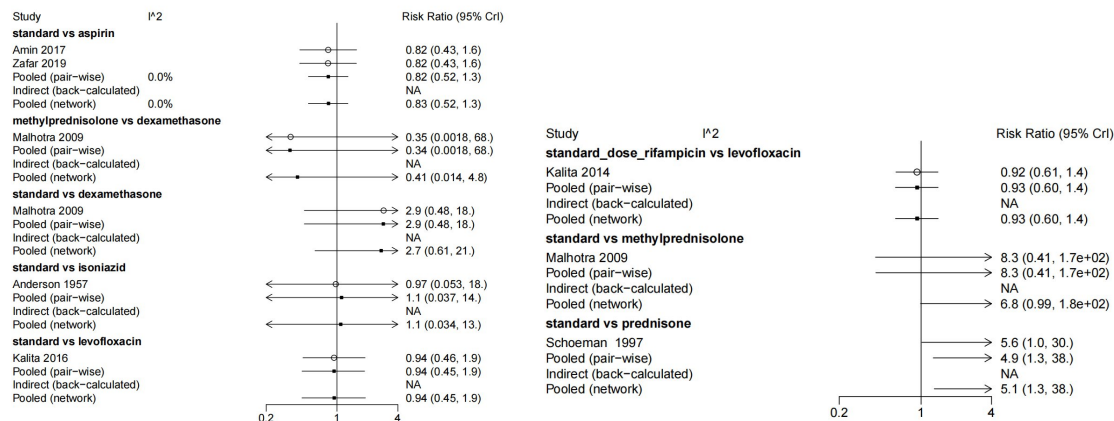 Study I^2 Risk Ratio (95% CrI)
standard vs aspirin
Amin 2017 0.82 (0.43, 1.6)
Zafar 2019 0.82 (0.43, 1.6)
Pooled (pair−wise) 0.0% 0.82 (0.52, 1.3)
Indirect (back−calculated) NA
Pooled (network) 0.0% 0.83 (0.52, 1.3)
methylprednisolone vs dexamethasone
Malhotra 2009 0.35 (0.0018, 68.)
Pooled (pair−wise) 0.34 (0.0018, 68.)
Indirect (back−calculated) NA
Pooled (network) 0.41 (0.014, 4.8)
standard vs dexamethasone
Malhotra 2009 2.9 (0.48, 18.)
Pooled (pair−wise) 2.9 (0.48, 18.)
Indirect (back−calculated) NA
Pooled (network) 2.7 (0.61, 21.)
standard vs isoniazid
Anderson 1957 0.97 (0.053, 18.)
Pooled (pair−wise) 1.1 (0.037, 14.)
Indirect (back−calculated) NA
Pooled (network) 1.1 (0.034, 13.)
standard vs levofloxacin
Kalita 2016 0.94 (0.46, 1.9)
Pooled (pair−wise) 0.94 (0.45, 1.9)
Indirect (back−calculated) NA
Pooled (network) 0.94 (0.45, 1.9)
0.2 1 4
Study I^2 Risk Ratio (95% CrI)
standard_dose_rifampicin vs levofloxacin
Kalita 2014 0.92 (0.61, 1.4)
Pooled (pair−wise) 0.93 (0.60, 1.4)
Indirect (back−calculated) NA
Pooled (network) 0.93 (0.60, 1.4)
standard vs methylprednisolone
Malhotra 2009 8.3 (0.41, 1.7e+02)
Pooled (pair−wise) 8.3 (0.41, 1.7e+02)
Indirect (back−calculated) NA
Pooled (network) 6.8 (0.99, 1.8e+02)
standard vs prednisone
Schoeman 1997 5.6 (1.0, 30.)
Pooled (pair−wise) 4.9 (1.3, 38.)
Indirect (back−calculated) NA
Pooled (network) 5.1 (1.3, 38.)
0.2 1 4